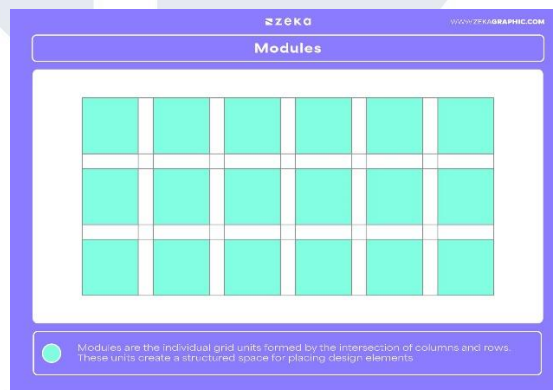 zzeka
WWW.ZEKAGRAPHIC.COM
Modules
Modules are the individual grid units formed by the intersection of columns and rows.
These units create a structured space for placing design elements